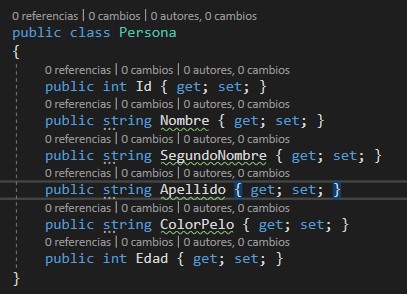 0 referencias | 0 cambios | 0 autores, 0 cambios
public class Persona
{
0 referencias | 0 cambios | 0 autores, 0 cambios
public int Id { get; set; }
0 referencias | 0 cambios | 0 autores, 0 cambios
public string Nombre { get; set; }
0 referencias | 0 cambios | 0 autores, 0 cambios
public string SegundoNombre { get; set; }
0 referencias | 0 cambios | 0 autores, 0 cambios
public string Apellido { get; set; }
0 referencias | 0 cambios | 0 autores, 0 cambios
public string ColorPelo { get; set; }
0 referencias | 0 cambios | 0 autores, 0 cambios
public int Edad { get; set; }
}